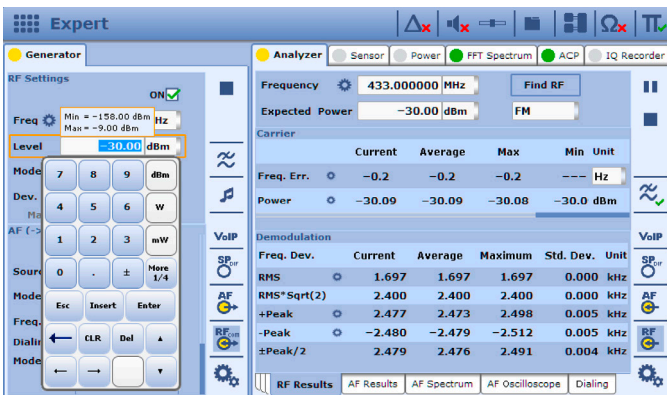 Expert
Generator
Analyzer Sensor Power FFT Spectrum ACP IQ Recorder
RF Settings
ON
Freq Hz
Min = -158.00 dBm
Max = -9.00 dBm
Level -30.00 dBm
Mode
Dev.
Ma
AF (->
Sourc
Mode
Freq.
Dialin
Mode
7 8 9 dBm
4 5 6 W
1 2 3 mW
0 . ± More 1/4
Esc Insert Enter
CLR Del
VoIP
SP DIF
AF
RF com
Frequency 433.000000 MHz Find RF
Expected Power -30.00 dBm FM
Carrier
Current Average Max Min Unit
Freq. Err. -0.2 -0.2 -0.2 --- Hz
Power -30.09 -30.09 -30.08 -30.0 dBm
Demodulation
Freq. Dev. Current Average Maximum Std. Dev. Unit
RMS 1.697 1.697 1.697 0.000 kHz
RMS*Sqrt(2) 2.400 2.400 2.400 0.000 kHz
+Peak 2.477 2.473 2.498 0.005 kHz
-Peak -2.480 -2.479 -2.512 0.005 kHz
±Peak/2 2.479 2.476 2.491 0.004 kHz
RF Results AF Results AF Spectrum AF Oscilloscope Dialing
VoIP
SP DIF
AF
RF